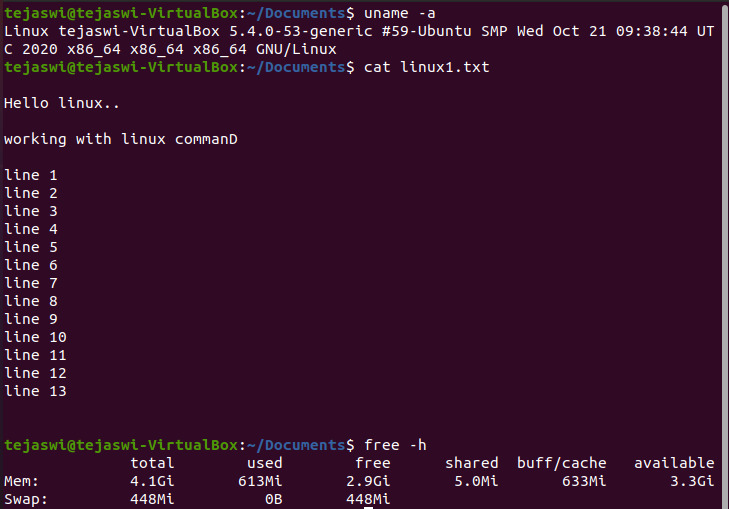 tejaswi@tejaswi-VirtualBox:~/Documents$ uname -a
Linux tejaswi-VirtualBox 5.4.0-53-generic #59-Ubuntu SMP Wed Oct 21 09:38:44 UT
C 2020 x86_64 x86_64 x86_64 GNU/Linux
tejaswi@tejaswi-VirtualBox:~/Documents$ cat linux1.txt
Hello linux..
working with linux commanD
line 1
line 2
line 3
line 4
line 5
line 6
line 7
line 8
line 9
line 10
line 11
line 12
line 13
tejaswi@tejaswi-VirtualBox:~/Documents$ free -h
              total        used        free      shared  buff/cache   available
Mem:          4.1Gi       613Mi       2.9Gi       5.0Mi       633Mi       3.3Gi
Swap:         448Mi          0B       448Mi